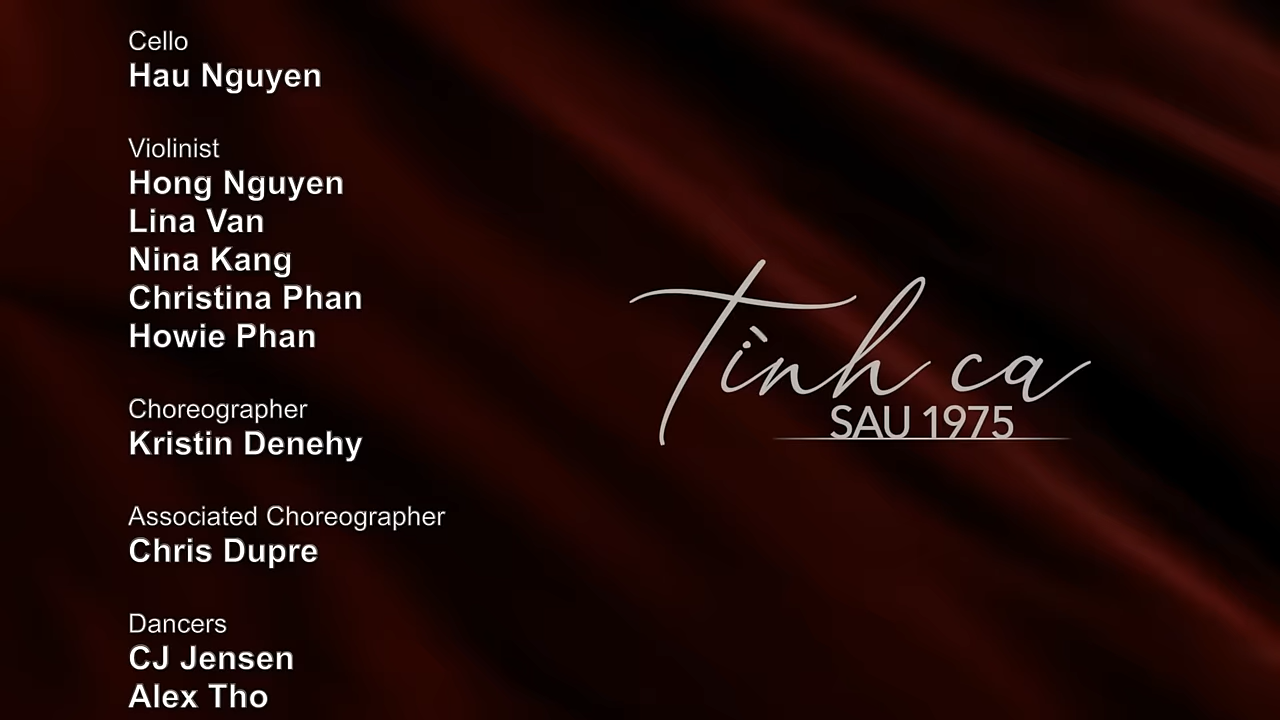 Cello
Hau Nguyen
Violinist
Hong Nguyen
Lina Van
Nina Kang
Christina Phan
Howie Phan
Choreographer
Kristin Denehy
Associated Choreographer
Chris Dupre
Dancers
CJ Jensen
Alex Tho
Tình ca
SAU 1975